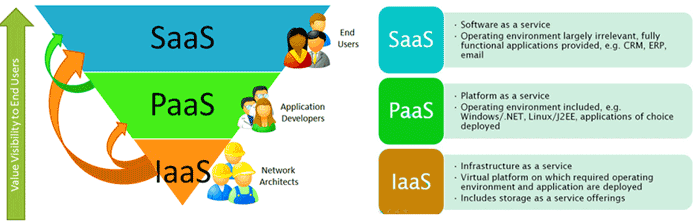 Value Visibility to End Users
SaaS
End
Users
PaaS
Application
Developers
IaaS
Network
Architects
SaaS
• Software as a service
• Operating environment largely irrelevant, fully
functional applications provided, e.g. CRM, ERP,
email
PaaS
• Platform as a service
• Operating environment included, e.g.
Windows/.NET, Linux/J2EE, applications of choice
deployed
IaaS
• Infrastructure as a service
• Virtual platform on which required operating
environment and application are deployed
• Includes storage as a service offerings